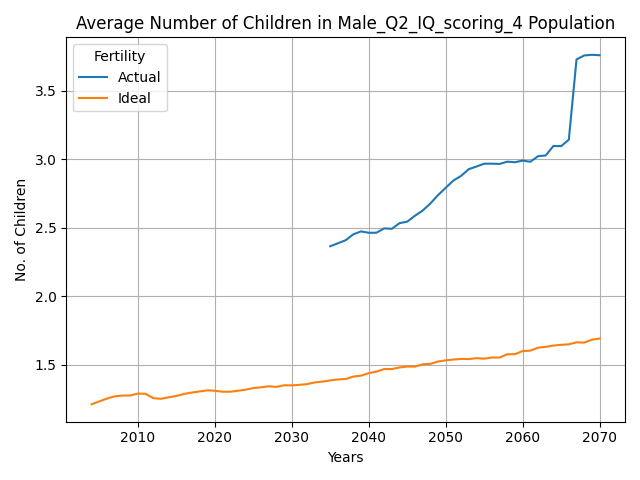 Average Number of Children in Male_Q2_IQ_scoring_4 Population
Fertility
Actual
Ideal
3.5
3.0
2.5
2.0
1.5
No. of Children
2010 2020 2030 2040 2050 2060 2070
Years